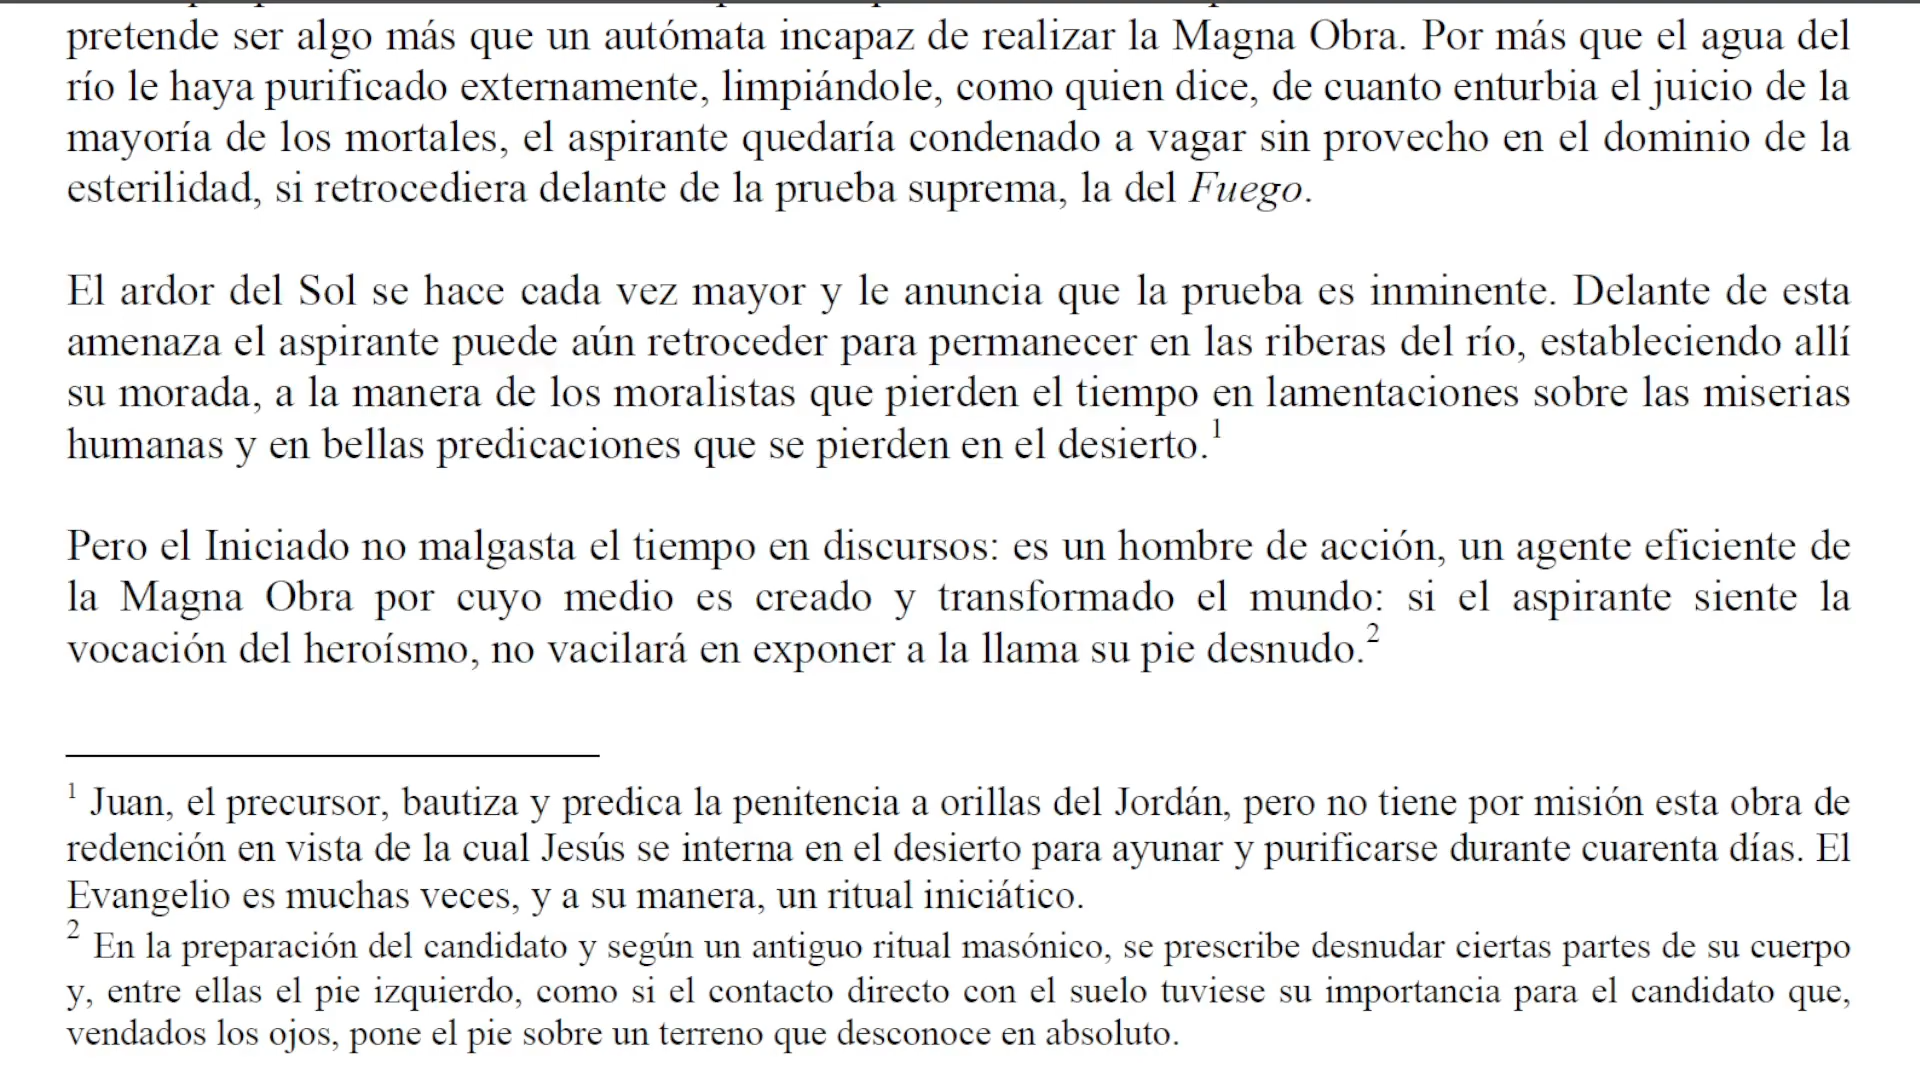 pretende ser algo más que un autómata incapaz de realizar la Magna Obra. Por más que el agua del
río le haya purificado externamente, limpiándole, como quien dice, de cuanto enturbia el juicio de la
mayoría de los mortales, el aspirante quedaría condenado a vagar sin provecho en el dominio de la
esterilidad, si retrocediera delante de la prueba suprema, la del Fuego.
El ardor del Sol se hace cada vez mayor y le anuncia que la prueba es inminente. Delante de esta
amenaza el aspirante puede aún retroceder para permanecer en las riberas del río, estableciendo allí
su morada, a la manera de los moralistas que pierden el tiempo en lamentaciones sobre las miserias
humanas y en bellas predicaciones que se pierden en el desierto.1
Pero el Iniciado no malgasta el tiempo en discursos: es un hombre de acción, un agente eficiente de
la Magna Obra por cuyo medio es creado y transformado el mundo: si el aspirante siente la
vocación del heroísmo, no vacilará en exponer a la llama su pie desnudo.2
1 Juan, el precursor, bautiza y predica la penitencia a orillas del Jordán, pero no tiene por misión esta obra de
redención en vista de la cual Jesús se interna en el desierto para ayunar y purificarse durante cuarenta días. El
Evangelio es muchas veces, y a su manera, un ritual iniciático.
2 En la preparación del candidato y según un antiguo ritual masónico, se prescribe desnudar ciertas partes de su cuerpo
y, entre ellas el pie izquierdo, como si el contacto directo con el suelo tuviese su importancia para el candidato que,
vendados los ojos, pone el pie sobre un terreno que desconoce en absoluto.